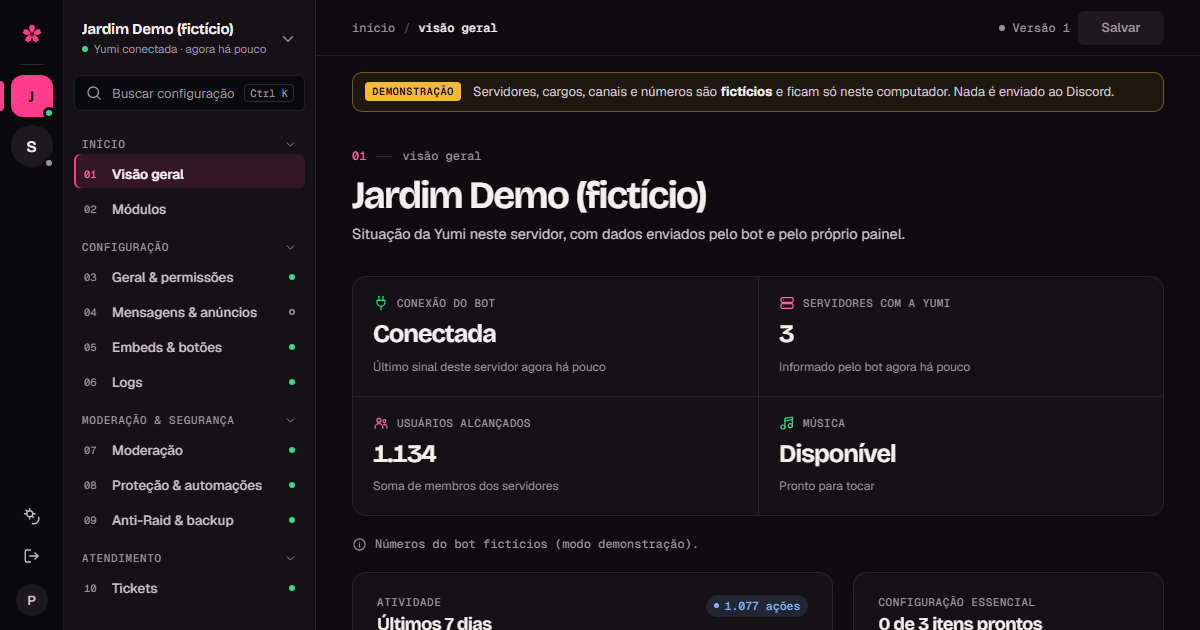 Jardim Demo (fictício)
Yumi conectada · agora há pouco
Buscar configuração Ctrl K
J
S
INÍCIO
01 Visão geral
02 Módulos
CONFIGURAÇÃO
03 Geral & permissões
04 Mensagens & anúncios
05 Embeds & botões
06 Logs
MODERAÇÃO & SEGURANÇA
07 Moderação
08 Proteção & automações
09 Anti-Raid & backup
ATENDIMENTO
10 Tickets
P
início / visão geral
Versão 1
Salvar
DEMONSTRAÇÃO Servidores, cargos, canais e números são fictícios e ficam só neste computador. Nada é enviado ao Discord.
01 — visão geral
Jardim Demo (fictício)
Situação da Yumi neste servidor, com dados enviados pelo bot e pelo próprio painel.
CONEXÃO DO BOT
Conectada
Último sinal deste servidor agora há pouco
SERVIDORES COM A YUMI
3
Informado pelo bot agora há pouco
USUÁRIOS ALCANÇADOS
1.134
Soma de membros dos servidores
MÚSICA
Disponível
Pronto para tocar
Números do bot fictícios (modo demonstração).
ATIVIDADE
Últimos 7 dias
1.077 ações
CONFIGURAÇÃO ESSENCIAL
0 de 3 itens prontos